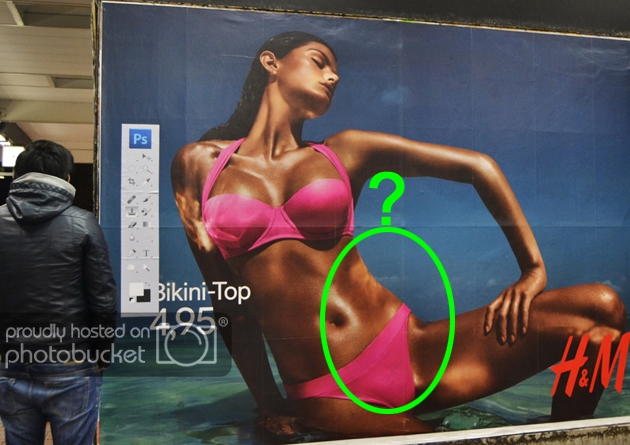 ?
Ps
T
Bikini-Top
4.95®
proudly hosted on
photobucket
H&M